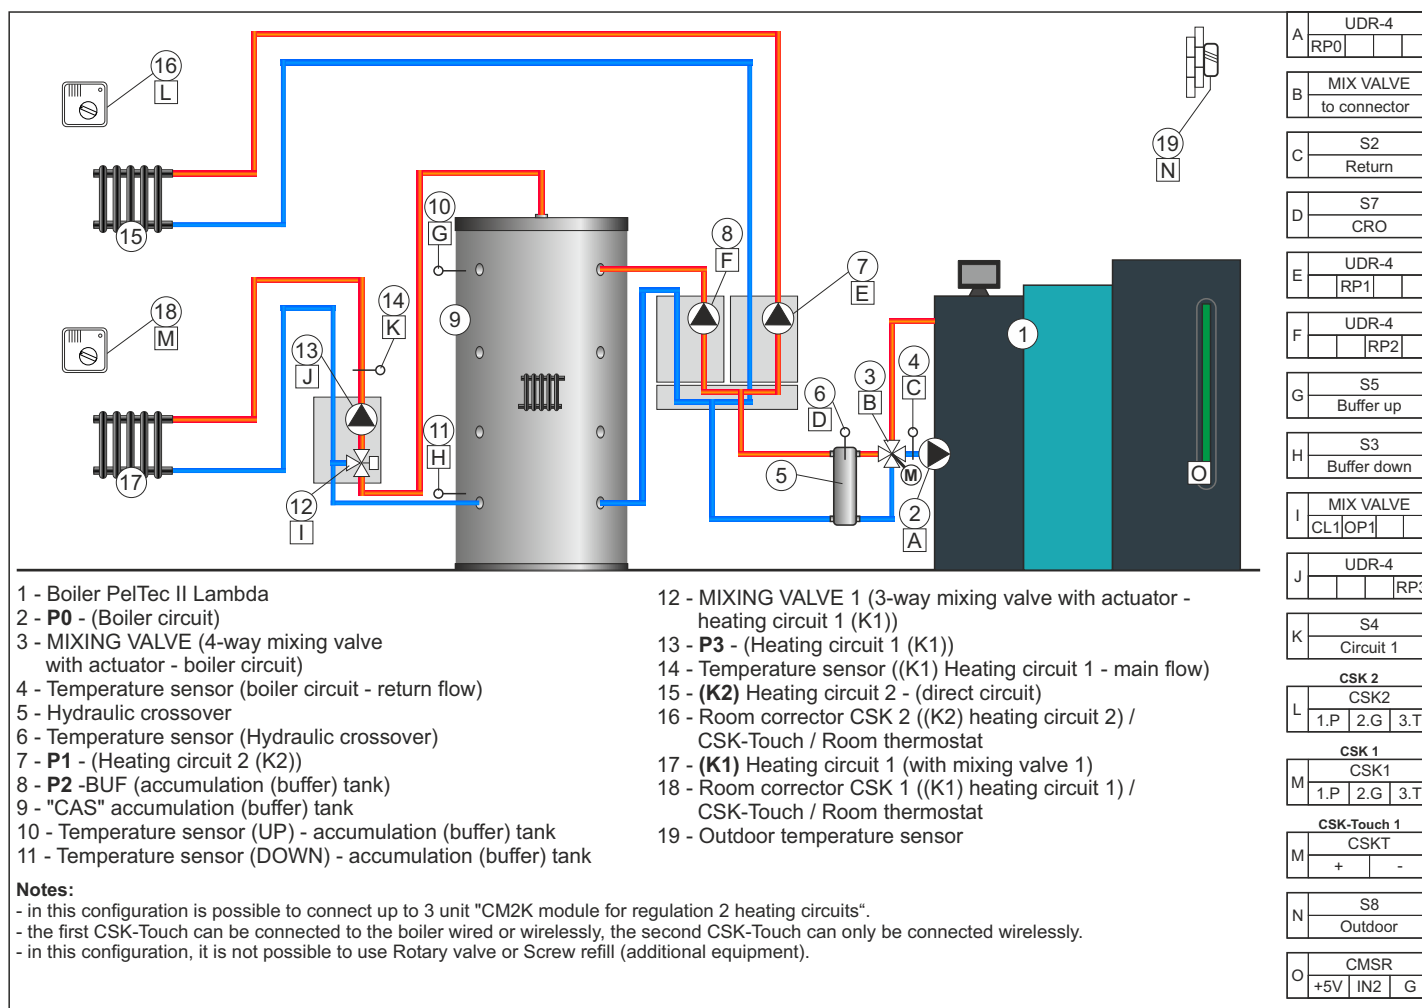 16
L
15
18
M
17
14
K
13
J
12
I
10
G
9
11
H
8
F
7
E
6
D
5
3
B
4
C
M
2
A
1
O
19
N
1 - Boiler PelTec II Lambda
2 - P0 - (Boiler circuit)
3 - MIXING VALVE (4-way mixing valve
with actuator - boiler circuit)
4 - Temperature sensor (boiler circuit - return flow)
5 - Hydraulic crossover
6 - Temperature sensor (Hydraulic crossover)
7 - P1 - (Heating circuit 2 (K2))
8 - P2 -BUF (accumulation (buffer) tank)
9 - "CAS" accumulation (buffer) tank
10 - Temperature sensor (UP) - accumulation (buffer) tank
11 - Temperature sensor (DOWN) - accumulation (buffer) tank
12 - MIXING VALVE 1 (3-way mixing valve with actuator -
heating circuit 1 (K1))
13 - P3 - (Heating circuit 1 (K1))
14 - Temperature sensor ((K1) Heating circuit 1 - main flow)
15 - (K2) Heating circuit 2 - (direct circuit)
16 - Room corrector CSK 2 ((K2) heating circuit 2) /
CSK-Touch / Room thermostat
17 - (K1) Heating circuit 1 (with mixing valve 1)
18 - Room corrector CSK 1 ((K1) heating circuit 1) /
CSK-Touch / Room thermostat
19 - Outdoor temperature sensor
Notes:
- in this configuration is possible to connect up to 3 unit "CM2K module for regulation 2 heating circuits“.
- the first CSK-Touch can be connected to the boiler wired or wirelessly, the second CSK-Touch can only be connected wirelessly.
- in this configuration, it is not possible to use Rotary valve or Screw refill (additional equipment).
A UDR-4
RP0
B MIX VALVE
to connector
C S2
Return
D S7
CRO
E UDR-4
RP1
F UDR-4
RP2
G S5
Buffer up
H S3
Buffer down
I MIX VALVE
CL1 OP1
J UDR-4
RP3
K S4
Circuit 1
CSK 2
L CSK2
1.P 2.G 3.T
CSK 1
M CSK1
1.P 2.G 3.T
CSK-Touch 1
M CSKT
+ -
N S8
Outdoor
O CMSR
+5V IN2 G